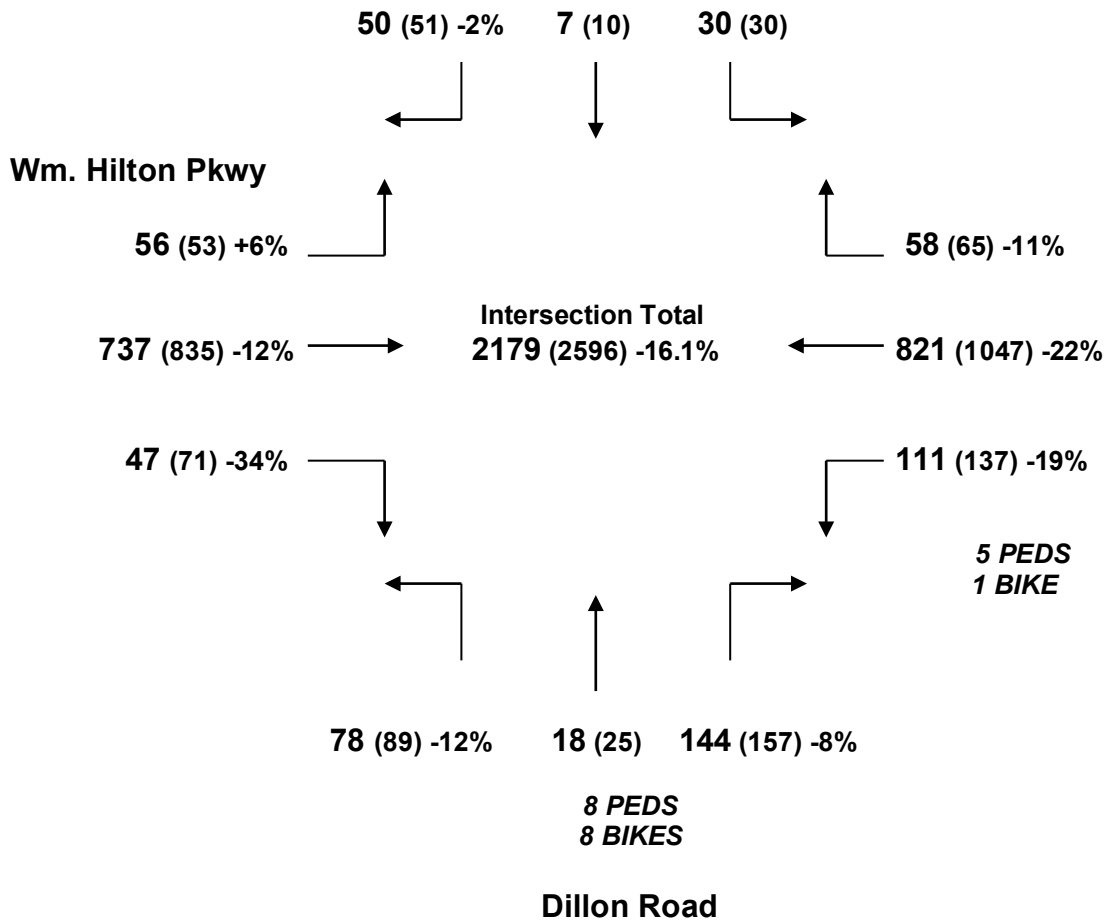 50 (51) -2% 7 (10) 30 (30)
Wm. Hilton Pkwy
56 (53) +6% 58 (65) -11%
Intersection Total
737 (835) -12% 2179 (2596) -16.1% 821 (1047) -22%
47 (71) -34% 111 (137) -19%
5 PEDS
1 BIKE
78 (89) -12% 18 (25) 144 (157) -8%
8 PEDS
8 BIKES
Dillon Road